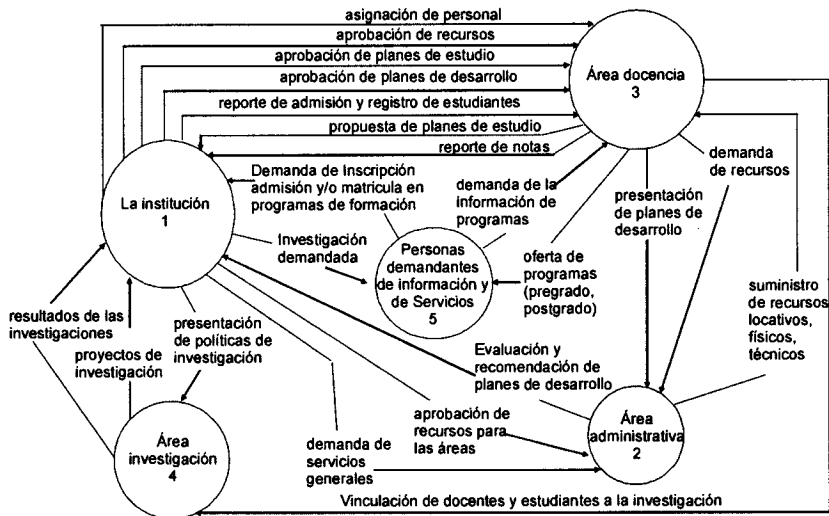 asignación de personal
aprobación de recursos
aprobación de planes de estudio
aprobación de planes de desarrollo
reporte de admisión y registro de estudiantes
propuesta de planes de estudio
reporte de notas
Área docencia
3
La institución
1
Demanda de Inscripción
admisión y/o matricula en
programas de formación
demanda de la
información de
programas
demanda
de recursos
presentación
de planes de
desarrollo
Investigación
demandada
Personas
demandantes
de información y
de Servicios
5
oferta de
programas
(pregrado,
postgrado)
suministro
de recursos
locativos,
físicos,
técnicos
resultados de las
investigaciones
proyectos de
investigación
presentación
de políticas de
investigación
Evaluación y
recomendación de
planes de desarrollo
Área
investigación
4
demanda de
servicios
generales
aprobación de
recursos para
las áreas
Área
administrativa
2
Vinculación de docentes y estudiantes a la investigación